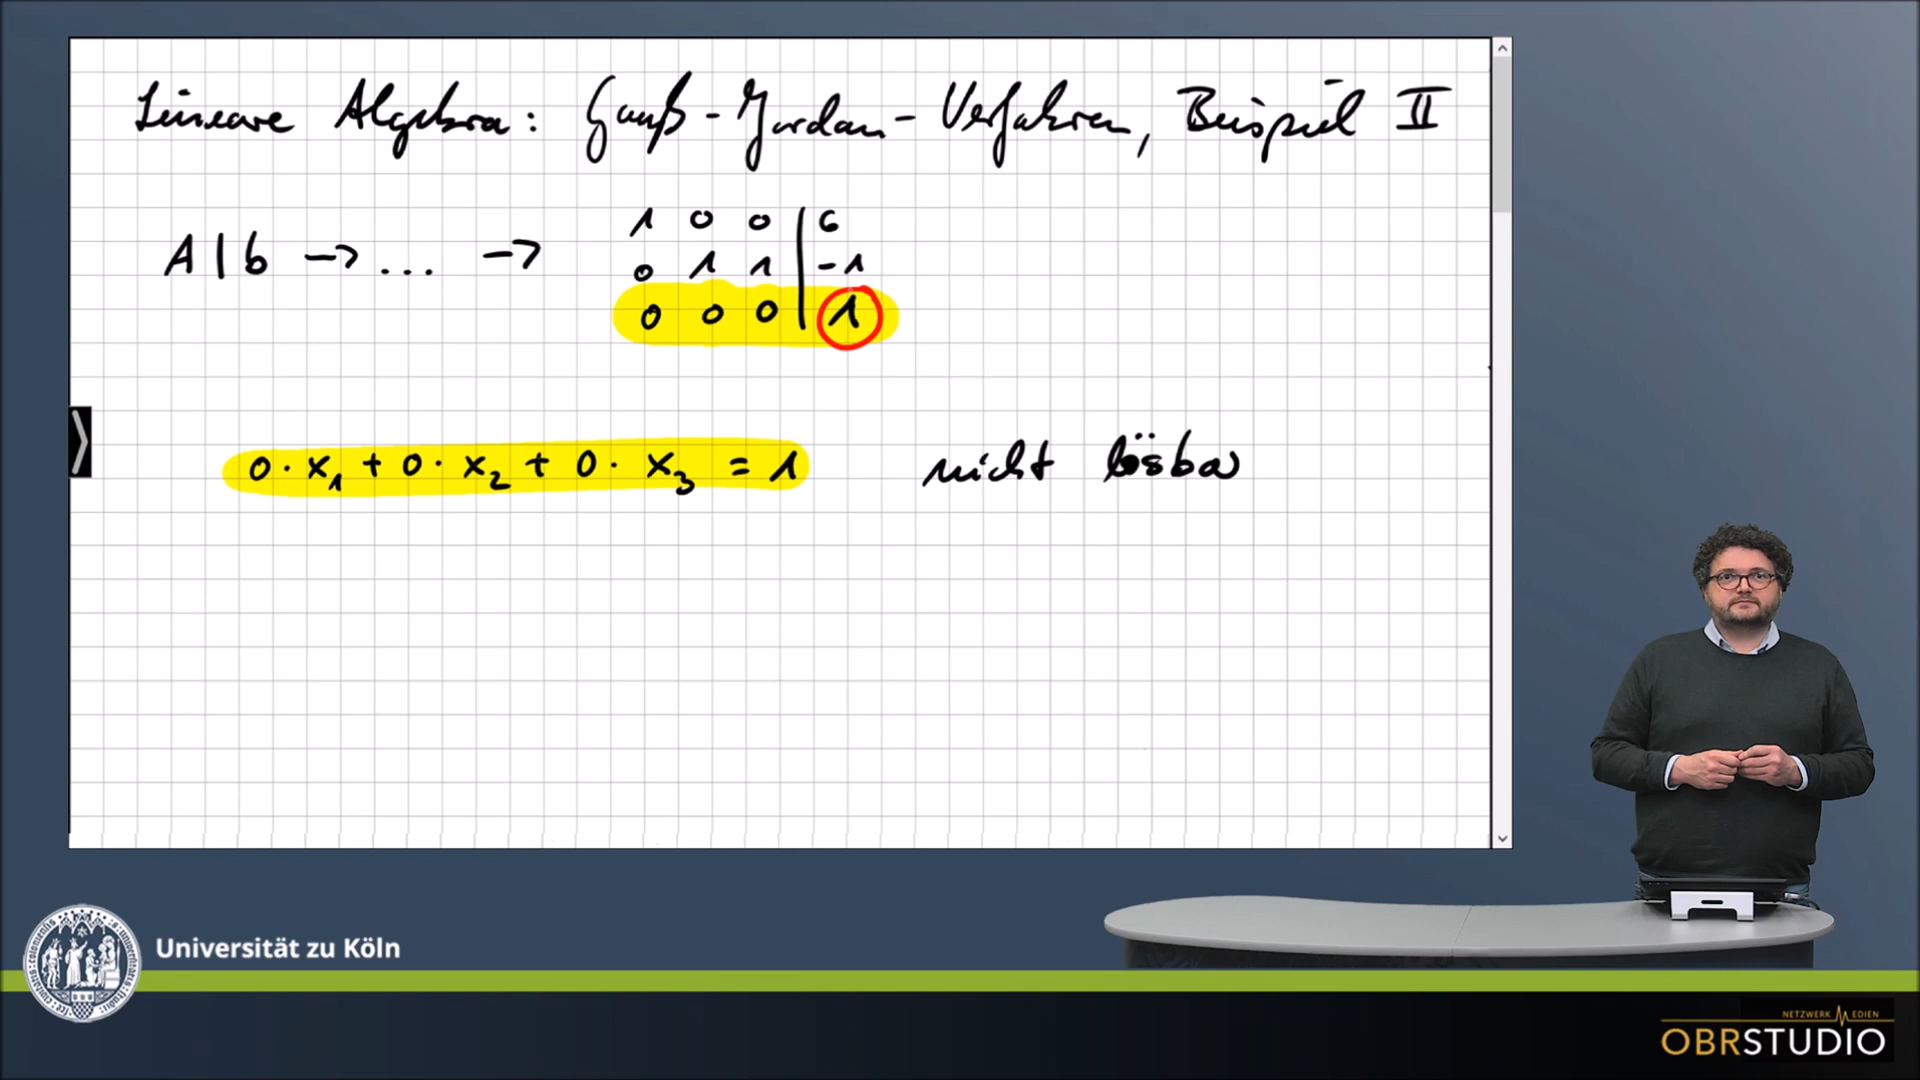 Lineare Algebra: Gauß-Jordan-Verfahren, Beispiel II
A | b → ... →
1 0 0 | 6
0 1 1 | -1
0 0 0 | 1
0 · x₁ + 0 · x₂ + 0 · x₃ = 1 nicht lösbar
Universität zu Köln
NETZWERK MEDIEN
OBRSTUDIO